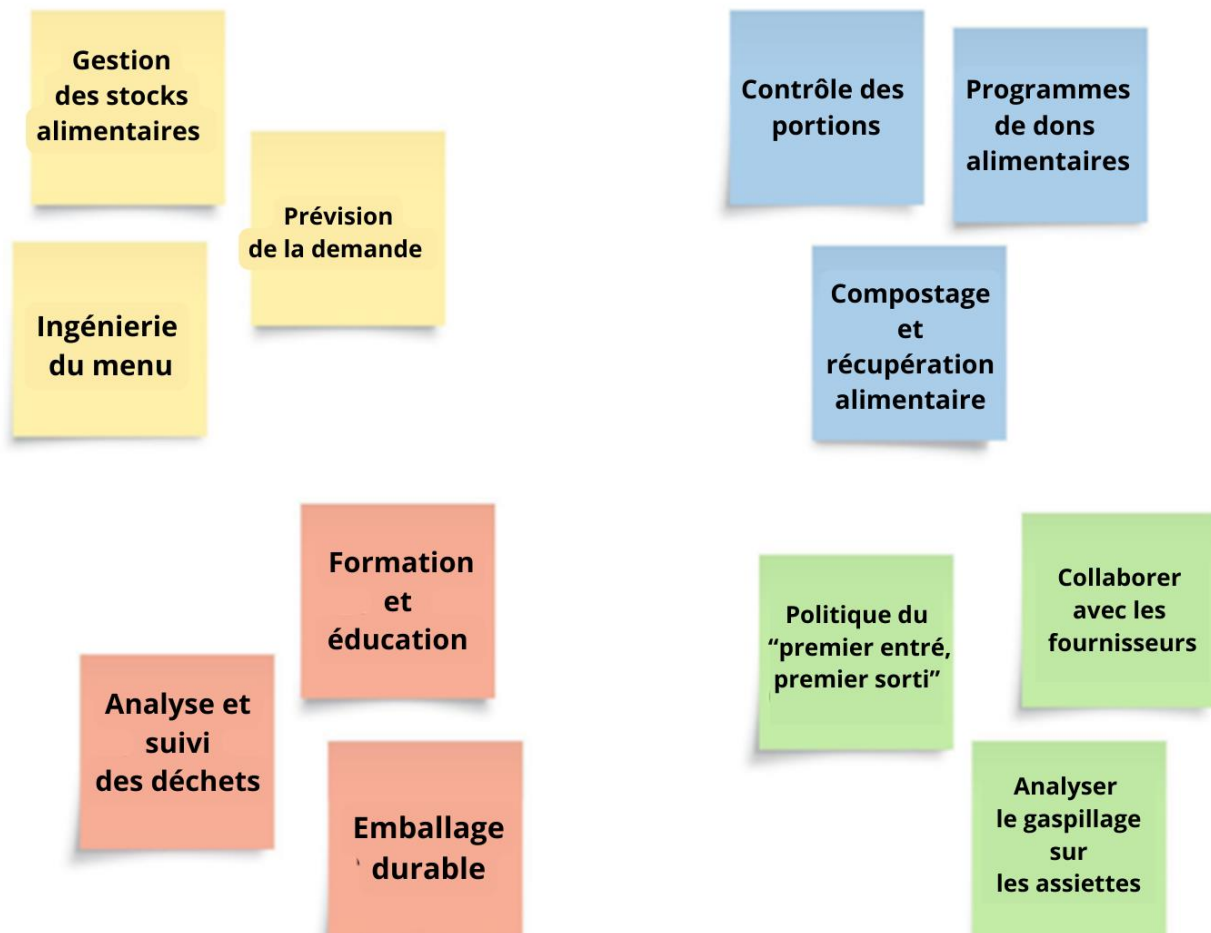 Gestion
des stocks
alimentaires
Prévision
de la demande
Ingénierie
du menu
Contrôle des
portions
Programmes
de dons
alimentaires
Compostage
et
récupération
alimentaire
Formation
et
éducation
Analyse et
suivi
des déchets
Emballage
durable
Politique du
“premier entré,
premier sorti”
Collaborer
avec les
fournisseurs
Analyser
le gaspillage
sur
les assiettes